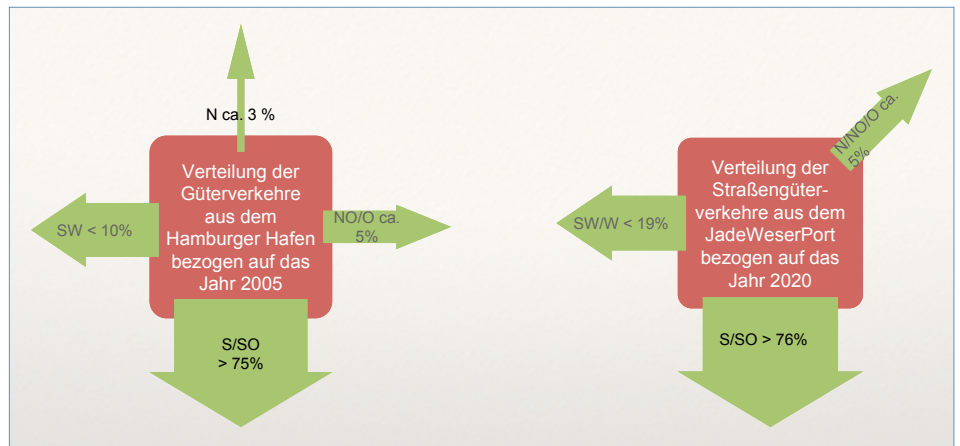 N ca. 3 %
Verteilung der
Güterverkehre
aus dem
Hamburger Hafen
bezogen auf das
Jahr 2005
SW < 10%
NO/O ca.
5%
S/SO
> 75%
N/NO/O ca.
5%
Verteilung der
Straßengüter-
verkehre aus dem
JadeWeserPort
bezogen auf das
Jahr 2020
SW/W < 19%
S/SO > 76%